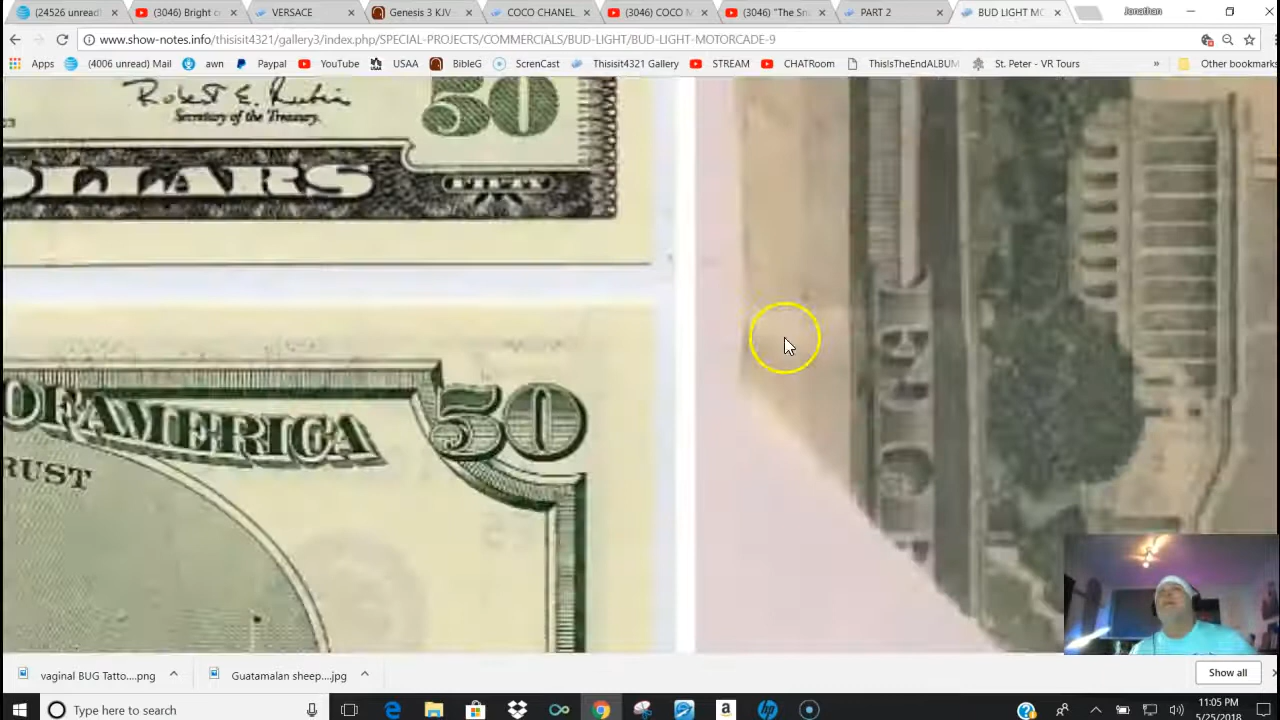 (24526 unread)
(3046) Bright c
VERSACE
Genesis 3 KJV
COCO CHANEL
(3046) COCO M
(3046) "The Sn
PART 2
BUD LIGHT MO
Jonathan
www.show-notes.info/thisisit4321/gallery3/index.php/SPECIAL-PROJECTS/COMMERCIALS/BUD-LIGHT/BUD-LIGHT-MOTORCADE-9
Apps
(4006 unread) Mail
awn
Paypal
YouTube
USAA
BibleG
ScrenCast
Thisisit4321 Gallery
STREAM
CHATRoom
ThisIsTheEndALBUM
St. Peter - VR Tours
»
Other bookmarks
Robert E. Rubin
Secretary of the Treasury.
50
OLLARS
FIFTY
OF AMERICA
50
RUST
vaginal BUG Tatto....png
Guatamalan sheep....jpg
Show all
Type here to search
11:05 PM
5/25/2018